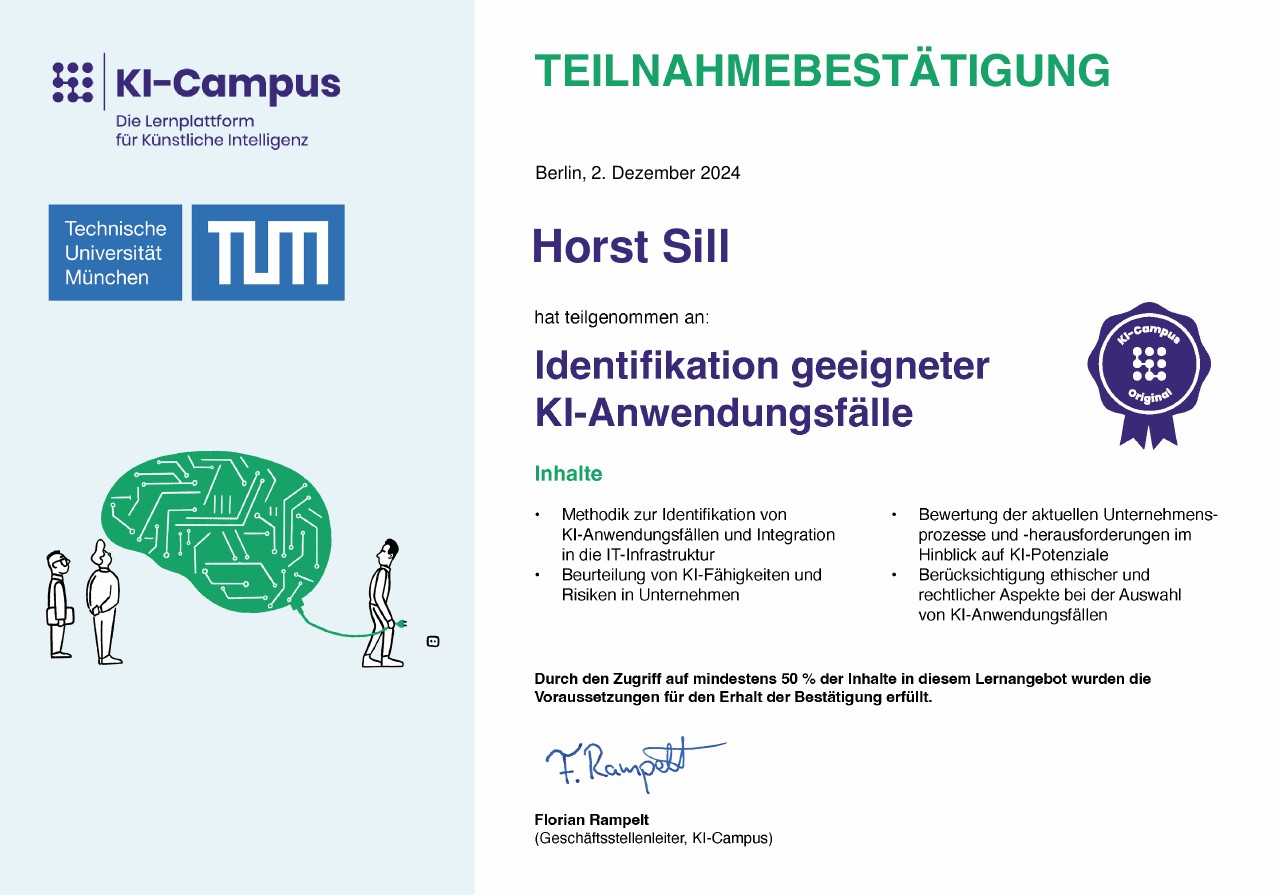 KI-Campus
Die Lernplattform
für Künstliche Intelligenz
Technische
Universität
München
TUM
TEILNAHMEBESTÄTIGUNG
Berlin, 2. Dezember 2024
Horst Sill
hat teilgenommen an:
Identifikation geeigneter
KI-Anwendungsfälle
KI-Campus
Original
Inhalte
• Methodik zur Identifikation von
KI-Anwendungsfällen und Integration
in die IT-Infrastruktur
• Beurteilung von KI-Fähigkeiten und
Risiken in Unternehmen
• Bewertung der aktuellen Unternehmens-
prozesse und -herausforderungen im
Hinblick auf KI-Potenziale
• Berücksichtigung ethischer und
rechtlicher Aspekte bei der Auswahl
von KI-Anwendungsfällen
Durch den Zugriff auf mindestens 50 % der Inhalte in diesem Lernangebot wurden die
Voraussetzungen für den Erhalt der Bestätigung erfüllt.
F. Rampelt
Florian Rampelt
(Geschäftsstellenleiter, KI-Campus)